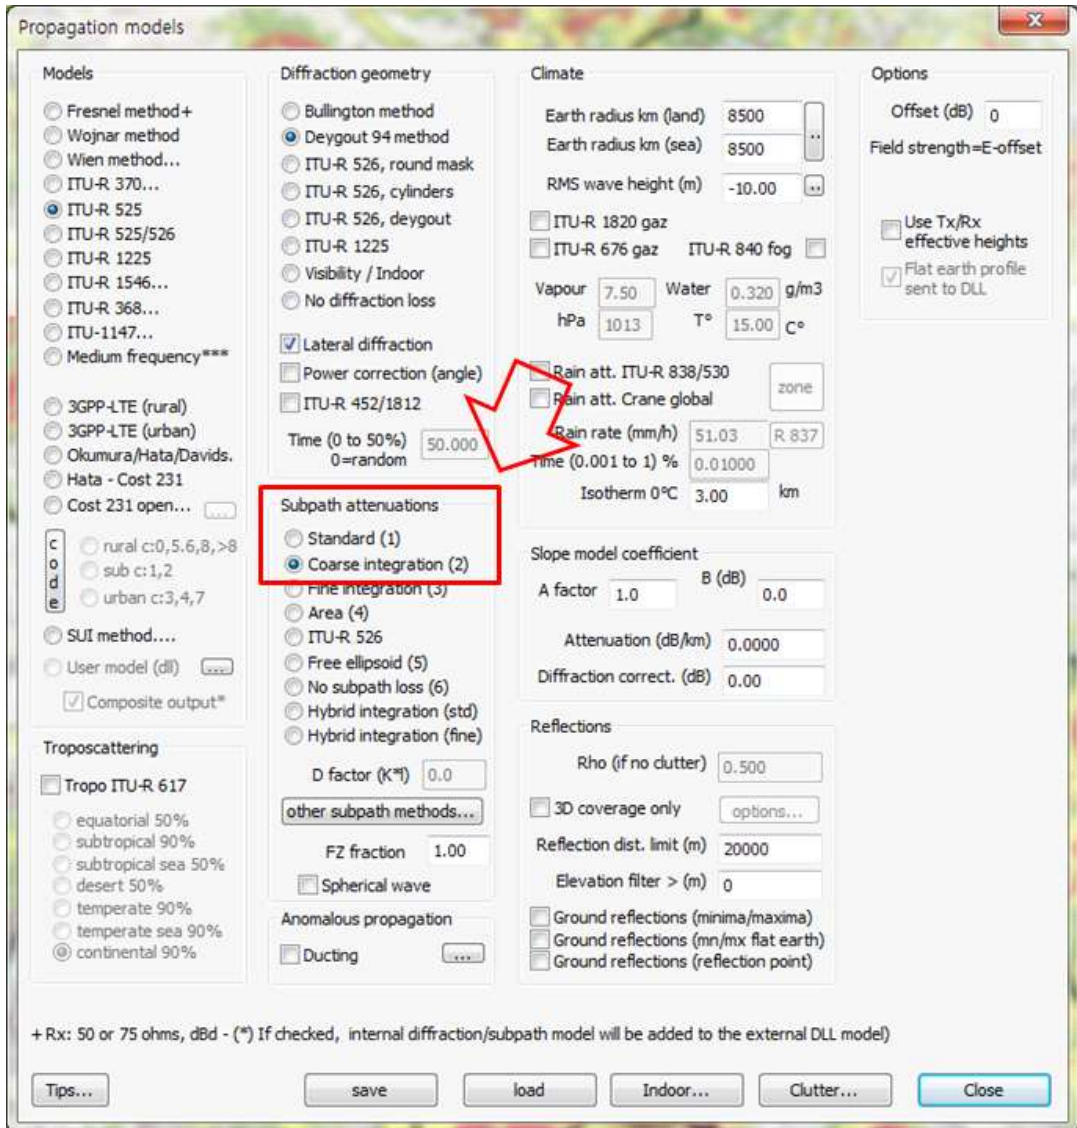 Propagation models
Models
Fresnel method+
Wojnar method
Wien method...
ITU-R 370...
ITU-R 525
ITU-R 525/526
ITU-R 1225
ITU-R 1546...
ITU-R 368...
ITU-1147...
Medium frequency***
3GPP-LTE (rural)
3GPP-LTE (urban)
Okumura/Hata/Davids.
Hata - Cost 231
Cost 231 open... ...
code
rural c:0,5.6,8,>8
sub c:1,2
urban c:3,4,7
SUI method....
User model (dll) ...
Composite output*
Troposcattering
Tropo ITU-R 617
equatorial 50%
subtropical 90%
subtropical sea 50%
desert 50%
temperate 90%
temperate sea 90%
continental 90%
Diffraction geometry
Bullington method
Deygout 94 method
ITU-R 526, round mask
ITU-R 526, cylinders
ITU-R 526, deygout
ITU-R 1225
Visibility / Indoor
No diffraction loss
Lateral diffraction
Power correction (angle)
ITU-R 452/1812
Time (0 to 50%) 50.000
0=random
Subpath attenuations
Standard (1)
Coarse integration (2)
Fine integration (3)
Area (4)
ITU-R 526
Free ellipsoid (5)
No subpath loss (6)
Hybrid integration (std)
Hybrid integration (fine)
D factor (K*l) 0.0
other subpath methods...
FZ fraction 1.00
Spherical wave
Anomalous propagation
Ducting ...
Climate
Earth radius km (land) 8500
Earth radius km (sea) 8500 ..
RMS wave height (m) -10.00 ..
ITU-R 1820 gaz
ITU-R 676 gaz ITU-R 840 fog
Vapour 7.50 Water 0.320 g/m3
hPa 1013 T° 15.00 C°
Rain att. ITU-R 838/530
Rain att. Crane global zone
Rain rate (mm/h) 51.03 R 837
Time (0.001 to 1) % 0.01000
Isotherm 0°C 3.00 km
Slope model coefficient
A factor 1.0 B (dB) 0.0
Attenuation (dB/km) 0.0000
Diffraction correct. (dB) 0.00
Reflections
Rho (if no clutter) 0.500
3D coverage only options...
Reflection dist. limit (m) 20000
Elevation filter > (m) 0
Ground reflections (minima/maxima)
Ground reflections (mn/mx flat earth)
Ground reflections (reflection point)
Options
Offset (dB) 0
Field strength=E-offset
Use Tx/Rx
effective heights
Flat earth profile
sent to DLL
+ Rx: 50 or 75 ohms, dBd - (*) If checked, internal diffraction/subpath model will be added to the external DLL model)
Tips... save load Indoor... Clutter... Close